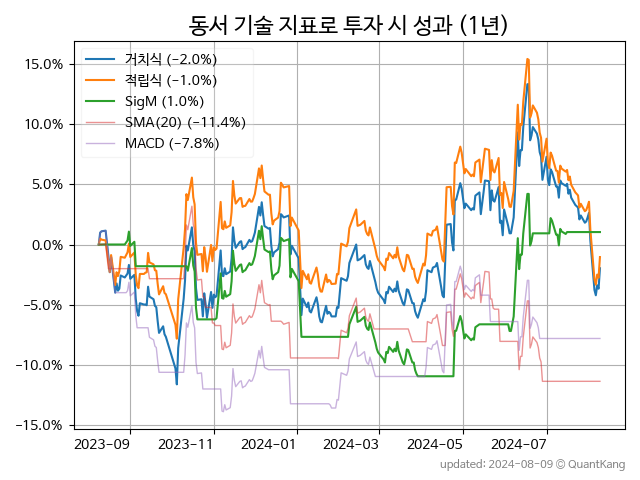 동서 기술 지표로 투자 시 성과 (1년)
거치식 (−2.0%)
적립식 (−1.0%)
SigM (1.0%)
SMA(20) (−11.4%)
MACD (−7.8%)
15.0%
10.0%
5.0%
0.0%
−5.0%
−10.0%
−15.0%
2023-09 2023-11 2024-01 2024-03 2024-05 2024-07
updated: 2024-08-09 © QuantKang